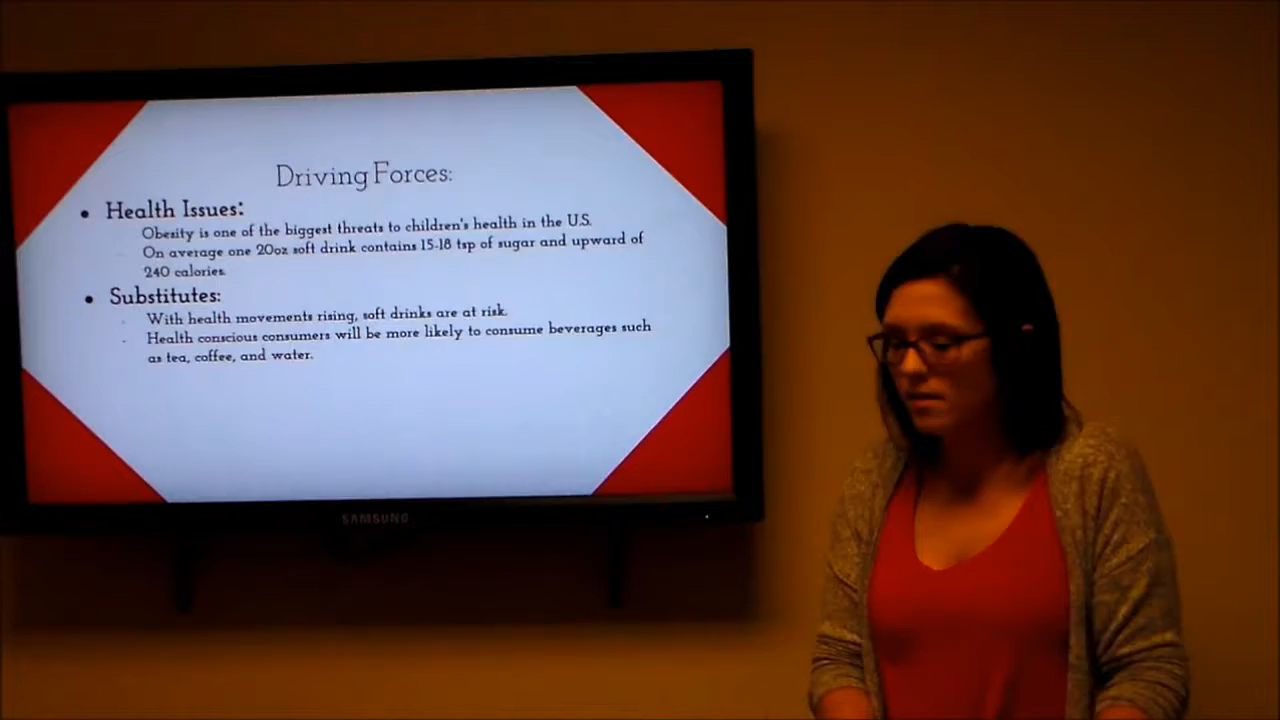 Driving Forces:
• Health Issues:
Obesity is one of the biggest threats to children's health in the U.S.
- On average one 20oz soft drink contains 15-18 tsp of sugar and upward of
240 calories.
• Substitutes:
- With health movements rising, soft drinks are at risk.
- Health conscious consumers will be more likely to consume beverages such
as tea, coffee, and water.
SAMSUNG